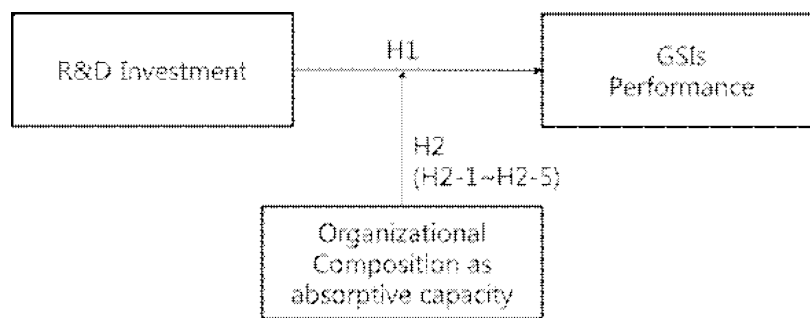 R&D Investment
H1
GSIs
Performance
H2
(H2-1~H2-5)
Organizational
Composition as
absorptive capacity